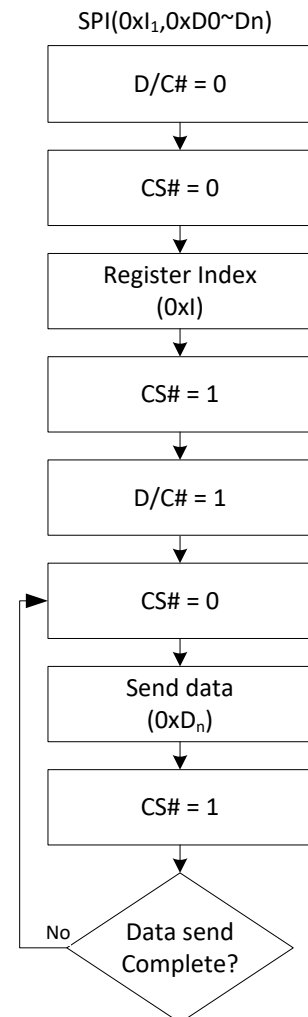 SPI(0xI₁,0xD0~Dn)
D/C# = 0
CS# = 0
Register Index
(0xI)
CS# = 1
D/C# = 1
CS# = 0
Send data
(0xDₙ)
CS# = 1
No
Data send
Complete?